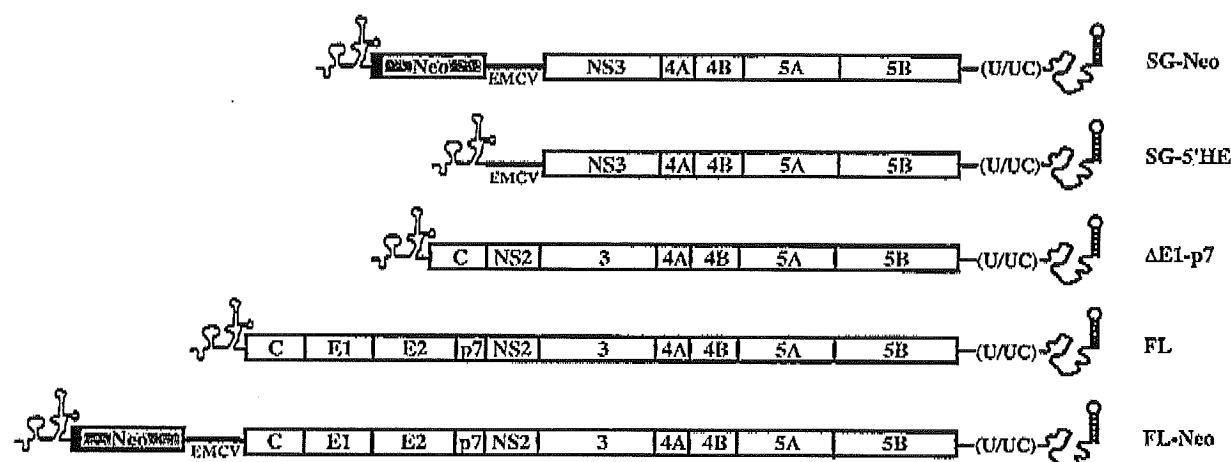 Neo EMCV NS3 4A 4B 5A 5B (U/UC) SG-Neo
EMCV NS3 4A 4B 5A 5B (U/UC) SG-5'HE
C NS2 3 4A 4B 5A 5B (U/UC) ΔE1-p7
C E1 E2 p7 NS2 3 4A 4B 5A 5B (U/UC) FL
Neo EMCV C E1 E2 p7 NS2 3 4A 4B 5A 5B (U/UC) FL-Neo